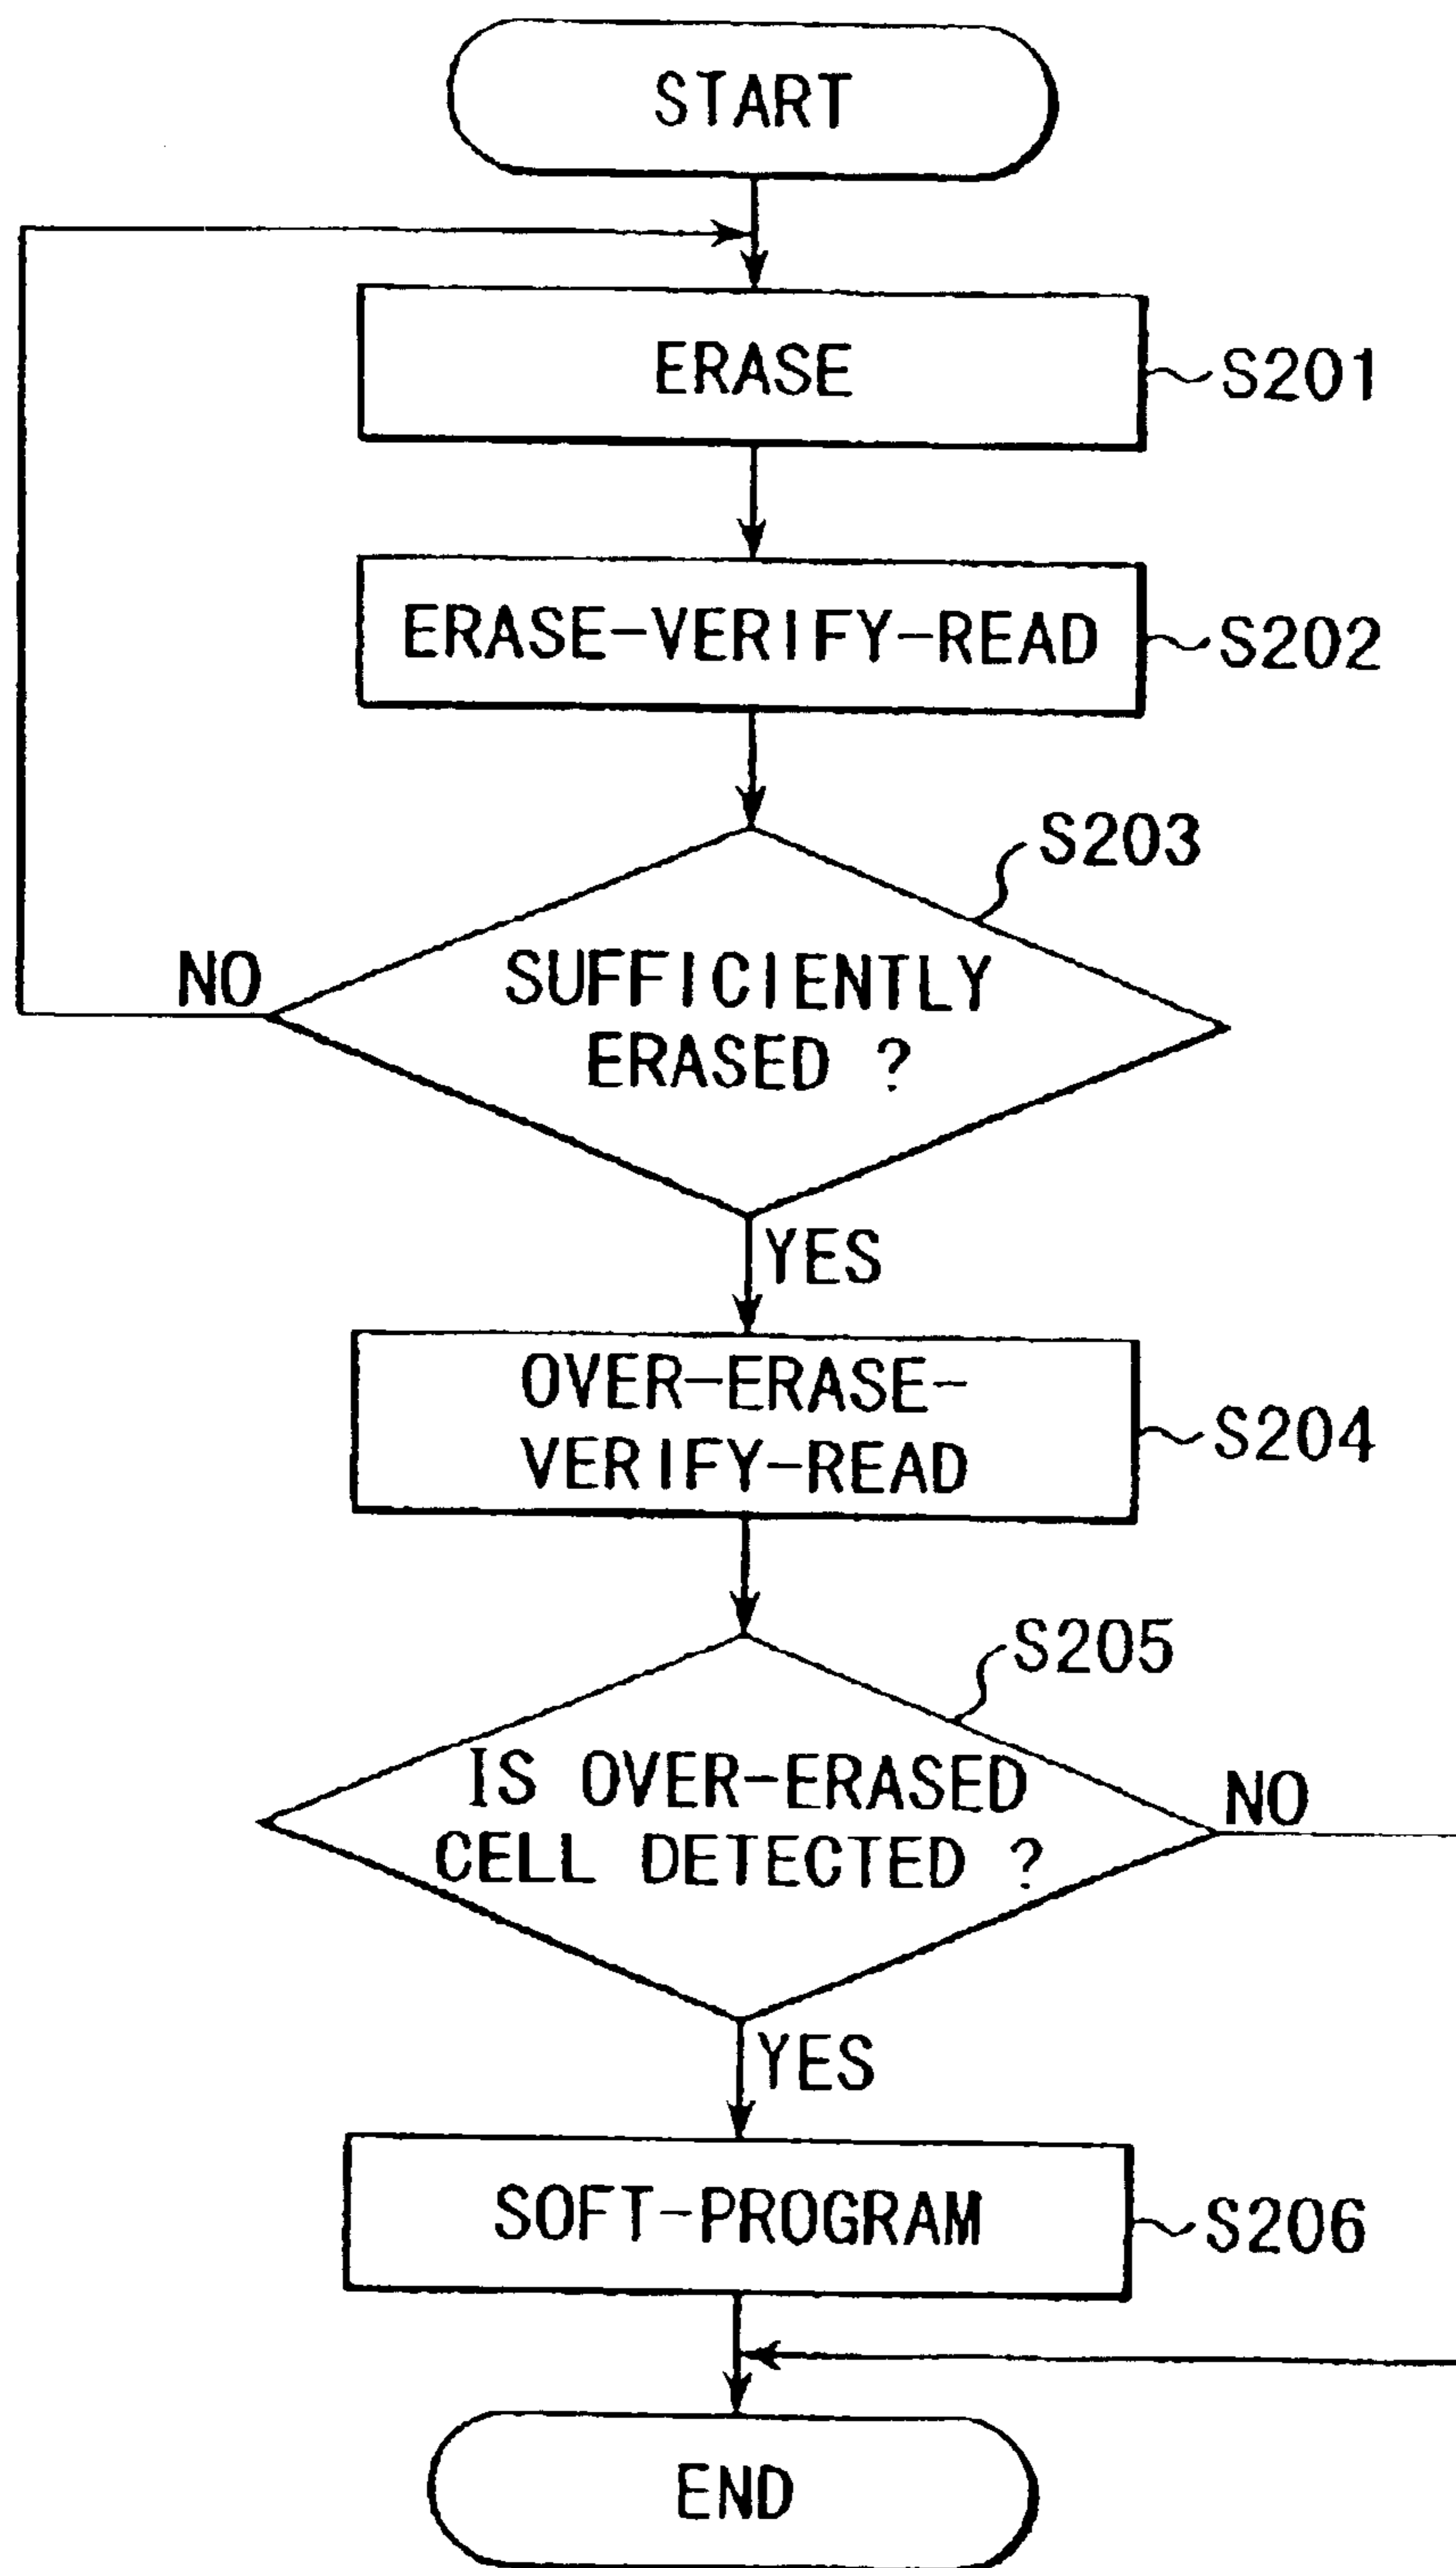 START
ERASE
S201
ERASE-VERIFY-READ
S202
S203
NO
SUFFICIENTLY
ERASED ?
YES
OVER-ERASE-
VERIFY-READ
S204
S205
IS OVER-ERASED
CELL DETECTED ?
NO
YES
SOFT-PROGRAM
S206
END